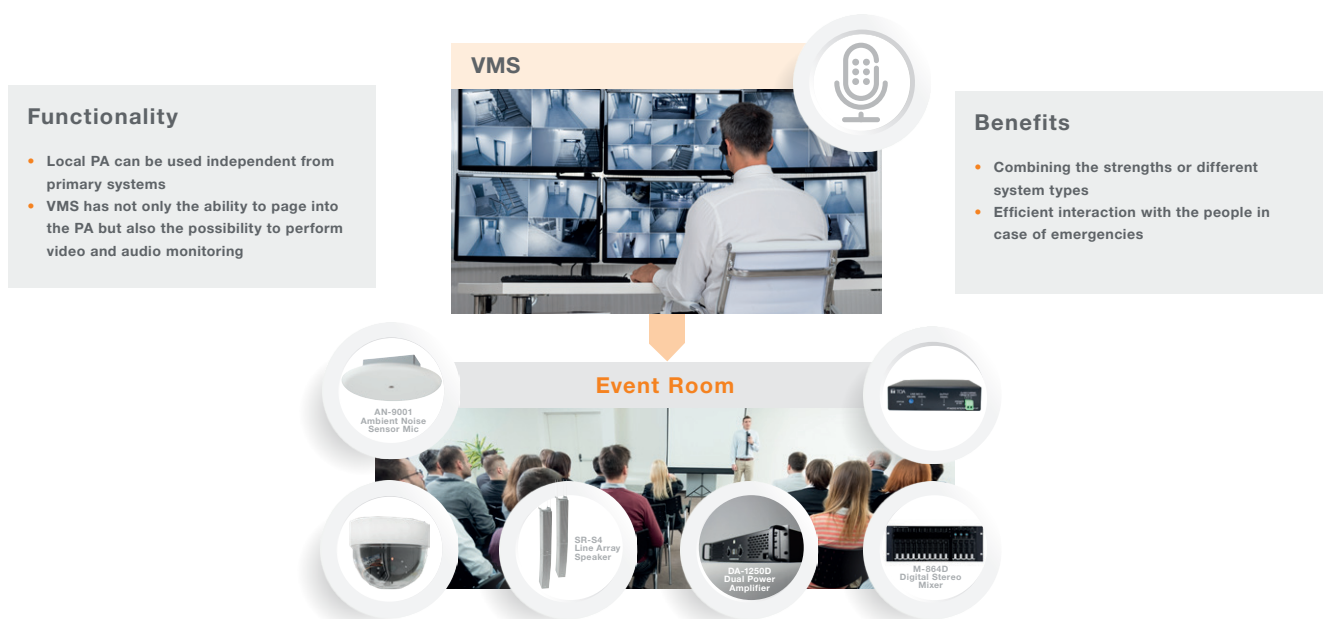 VMS
Functionality
• Local PA can be used independent from
primary systems
• VMS has not only the ability to page into
the PA but also the possibility to perform
video and audio monitoring
Benefits
• Combining the strengths or different
system types
• Efficient interaction with the people in
case of emergencies
Event Room
AN-9001
Ambient Noise
Sensor Mic
TOA
SR-S4
Line Array
Speaker
DA-1250D
Dual Power
Amplifier
M-864D
Digital Stereo
Mixer